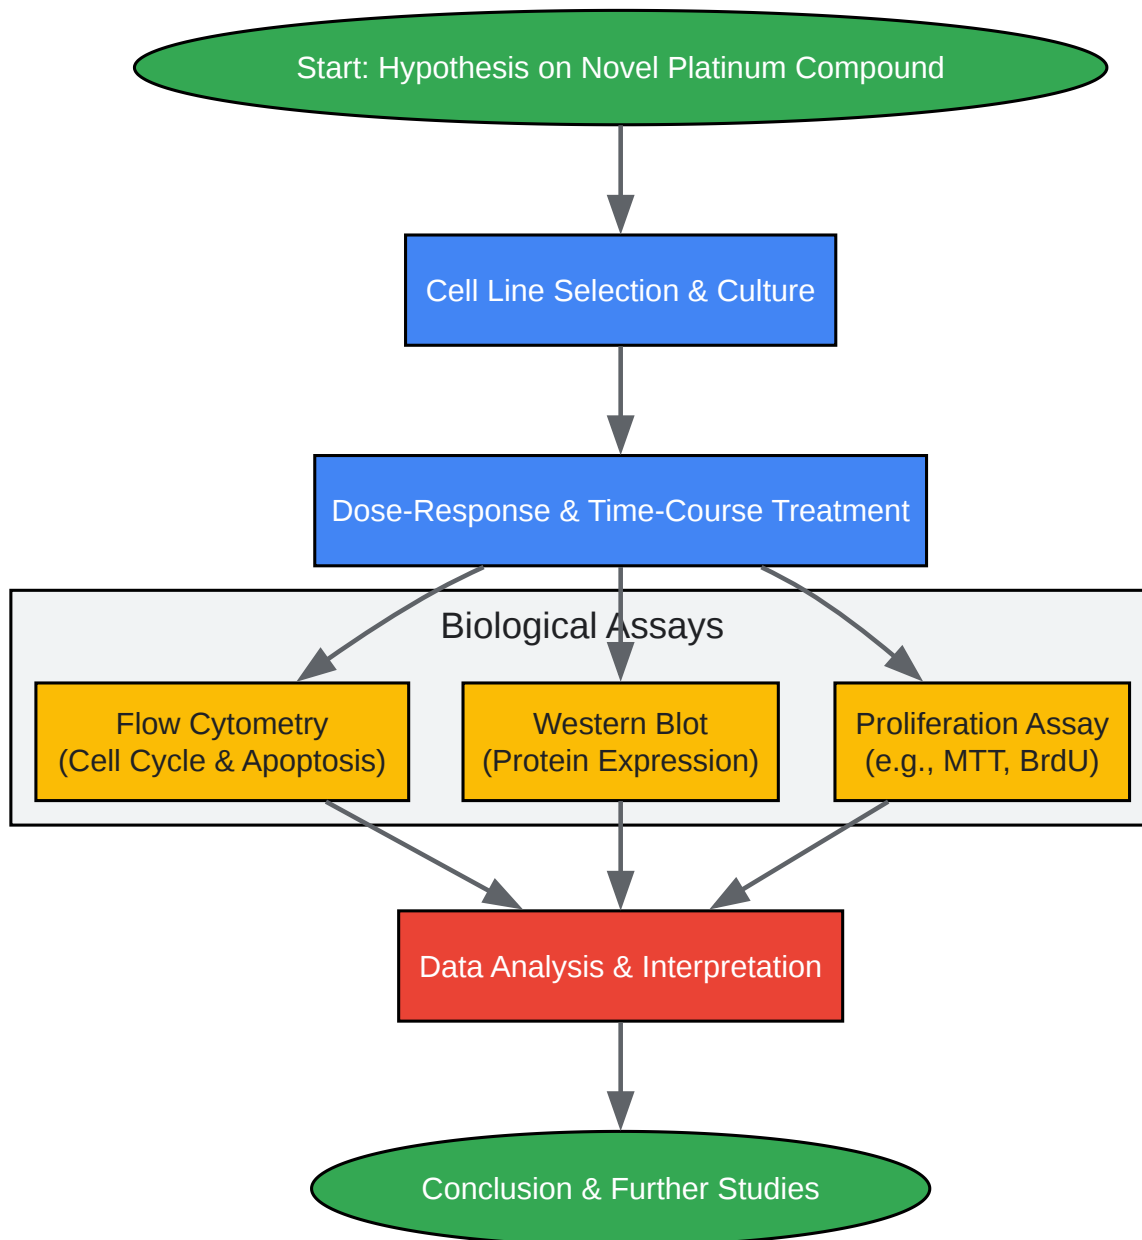 Start: Hypothesis on Novel Platinum Compound
Cell Line Selection & Culture
Dose-Response & Time-Course Treatment
Biological Assays
Flow Cytometry
(Cell Cycle & Apoptosis)
Western Blot
(Protein Expression)
Proliferation Assay
(e.g., MTT, BrdU)
Data Analysis & Interpretation
Conclusion & Further Studies